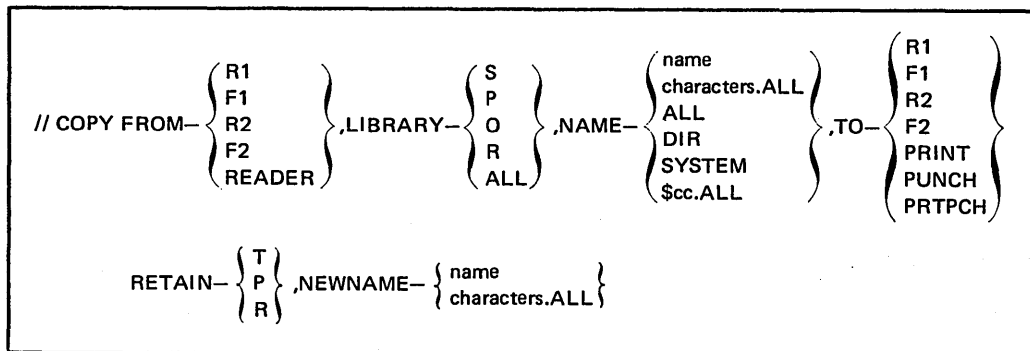 // COPY FROM— { R1 F1 R2 F2 READER } ,LIBRARY— { S P O R ALL } ,NAME— { name characters.ALL ALL DIR SYSTEM $cc.ALL } ,TO— { R1 F1 R2 F2 PRINT PUNCH PRTPCH }
RETAIN— { T P R } ,NEWNAME— { name characters.ALL }